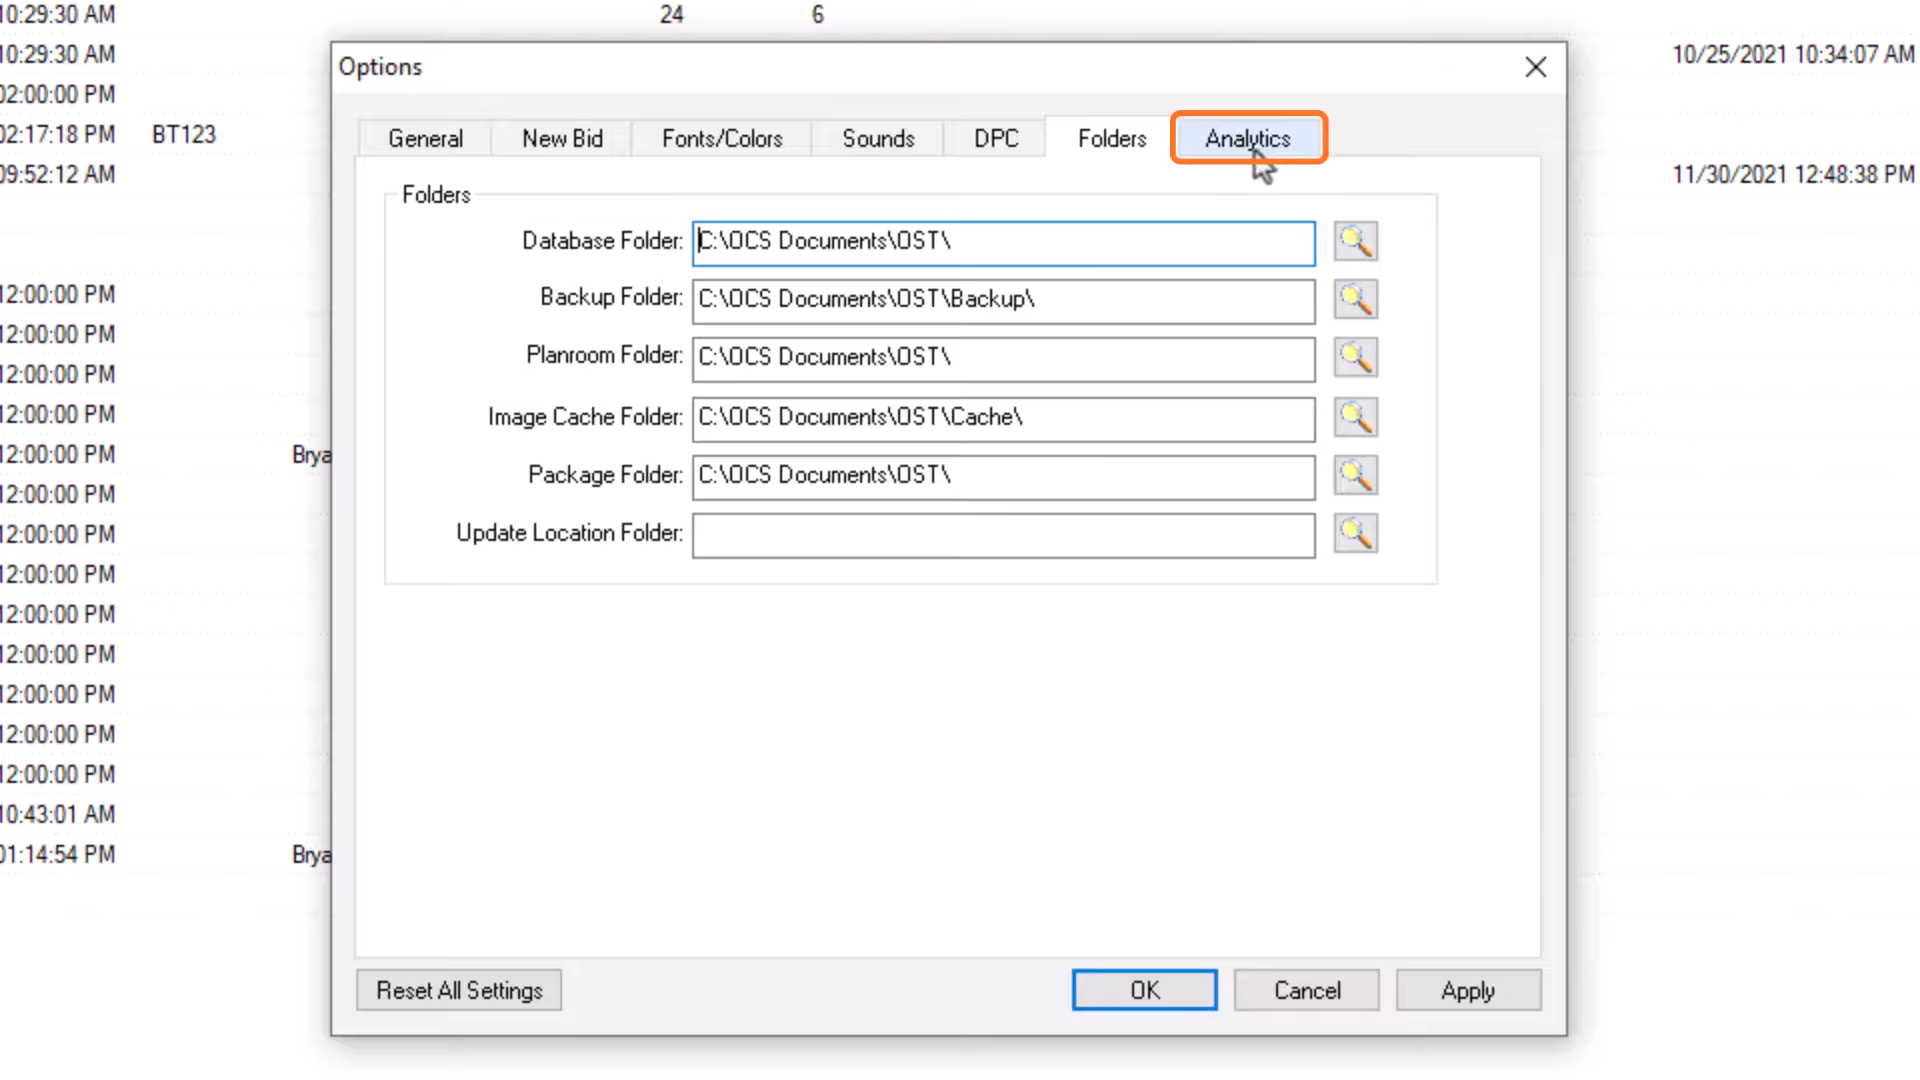 10:29:30 AM 24 6
10:29:30 AM 10/25/2021 10:34:07 AM
02:00:00 PM
02:17:18 PM BT123
09:52:12 AM 11/30/2021 12:48:38 PM
12:00:00 PM
12:00:00 PM
12:00:00 PM
12:00:00 PM
12:00:00 PM Brya
12:00:00 PM
12:00:00 PM
12:00:00 PM
12:00:00 PM
12:00:00 PM
12:00:00 PM
12:00:00 PM
12:00:00 PM
10:43:01 AM
01:14:54 PM Brya
Options
General New Bid Fonts/Colors Sounds DPC Folders Analytics
Folders
Database Folder: C:\OCS Documents\OST\
Backup Folder: C:\OCS Documents\OST\Backup\
Planroom Folder: C:\OCS Documents\OST\
Image Cache Folder: C:\OCS Documents\OST\Cache\
Package Folder: C:\OCS Documents\OST\
Update Location Folder:
Reset All Settings OK Cancel Apply